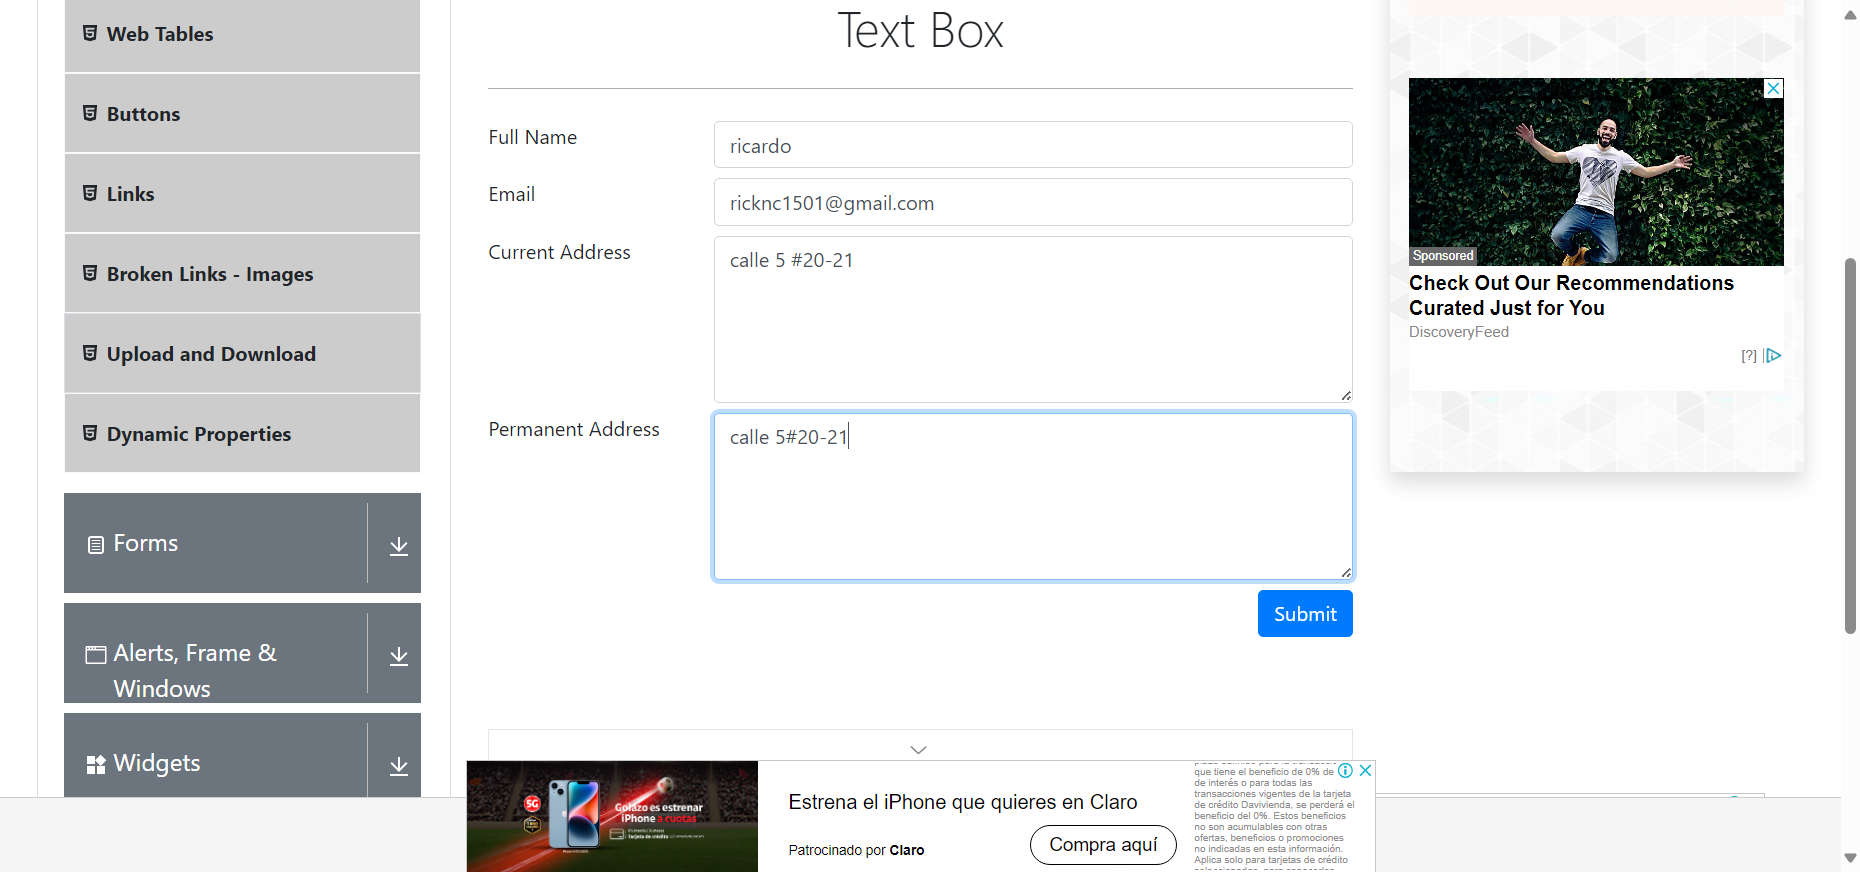 Web Tables
Buttons
Links
Broken Links - Images
Upload and Download
Dynamic Properties
Forms
Alerts, Frame &
Windows
Widgets
Text Box
Full Name
ricardo
Email
ricknc1501@gmail.com
Current Address
calle 5 #20-21
Permanent Address
calle 5#20-21
Submit
Sponsored
Check Out Our Recommendations
Curated Just for You
DiscoveryFeed
[?]
5G
Golazo es estrenar
iPhone a cuotas
Estrena el iPhone que quieres en Claro
Patrocinado por Claro
Compra aquí
que tiene el beneficio de 0% de
de interés o para todas las
transacciones vigentes de la tarjeta
de crédito Davivienda, se perderá el
beneficio del 0%. Estos beneficios
no son acumulables con otras
ofertas, beneficios o promociones
no indicadas en esta información.
Aplica solo para tarjetas de crédito